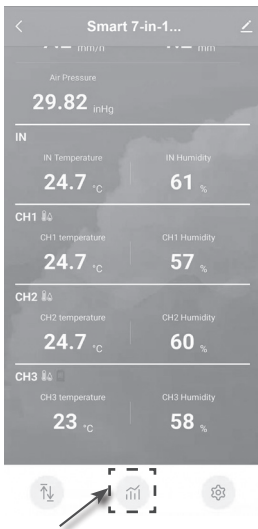 Smart 7-in-1...
mm/h mm
Air Pressure
29.82 inHg
IN
IN Temperature IN Humidity
24.7 °C 61 %
CH1
CH1 temperature CH1 Humidity
24.7 °C 57 %
CH2
CH2 temperature CH2 Humidity
24.7 °C 60 %
CH3
CH3 temperature CH3 Humidity
23 °C 58 %